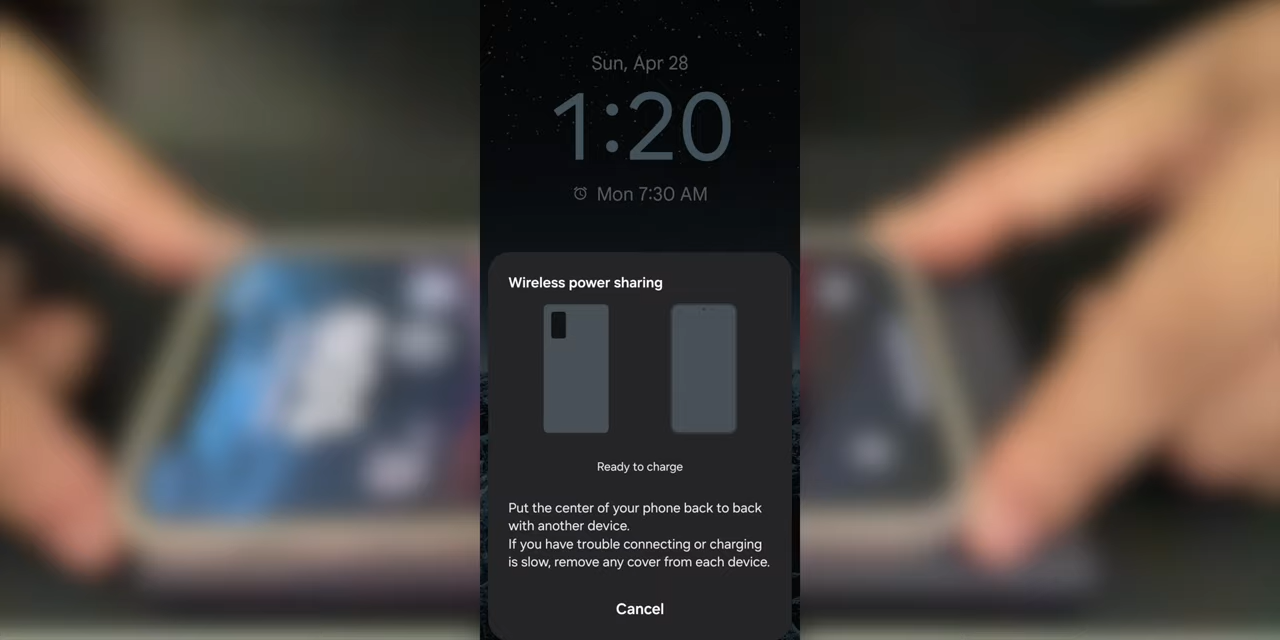 Sun, Apr 28
1:20
Mon 7:30 AM
Wireless power sharing
Ready to charge
Put the center of your phone back to back
with another device.
If you have trouble connecting or charging
is slow, remove any cover from each device.
Cancel